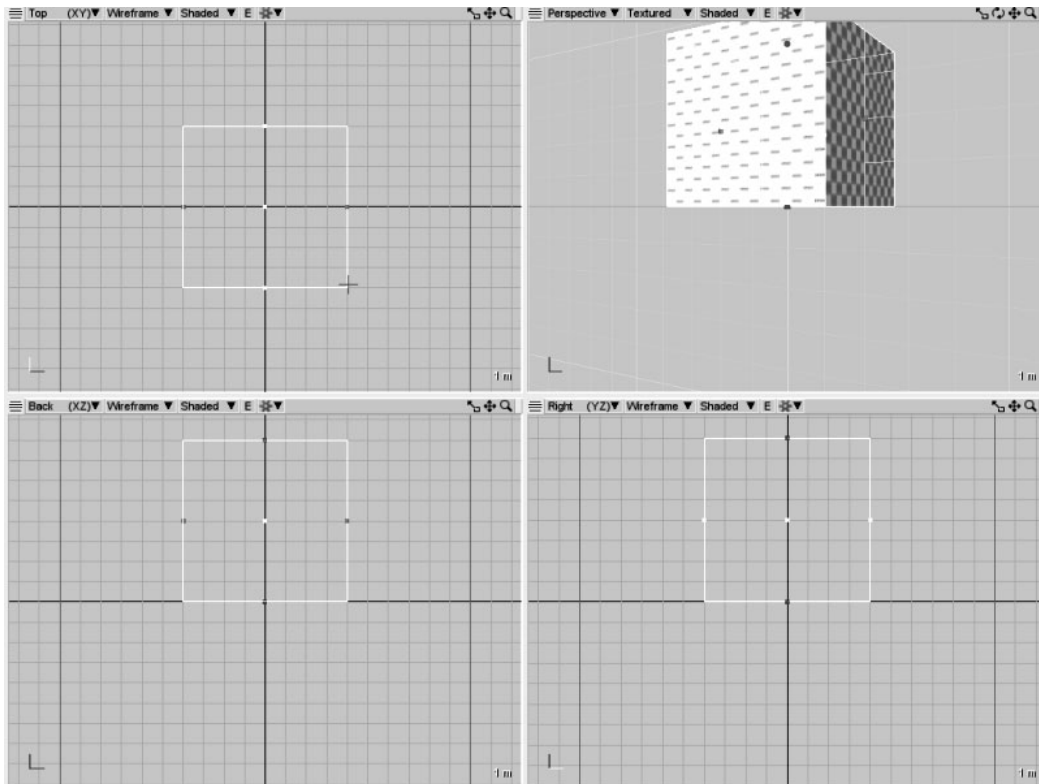 Top (XY)▼ Wireframe ▼ Shaded ▼ E ▼
Perspective ▼ Textured ▼ Shaded ▼ E ▼
1 m
1 m
Back (XZ)▼ Wireframe ▼ Shaded ▼ E ▼
Right (YZ)▼ Wireframe ▼ Shaded ▼ E ▼
1 m
1 m